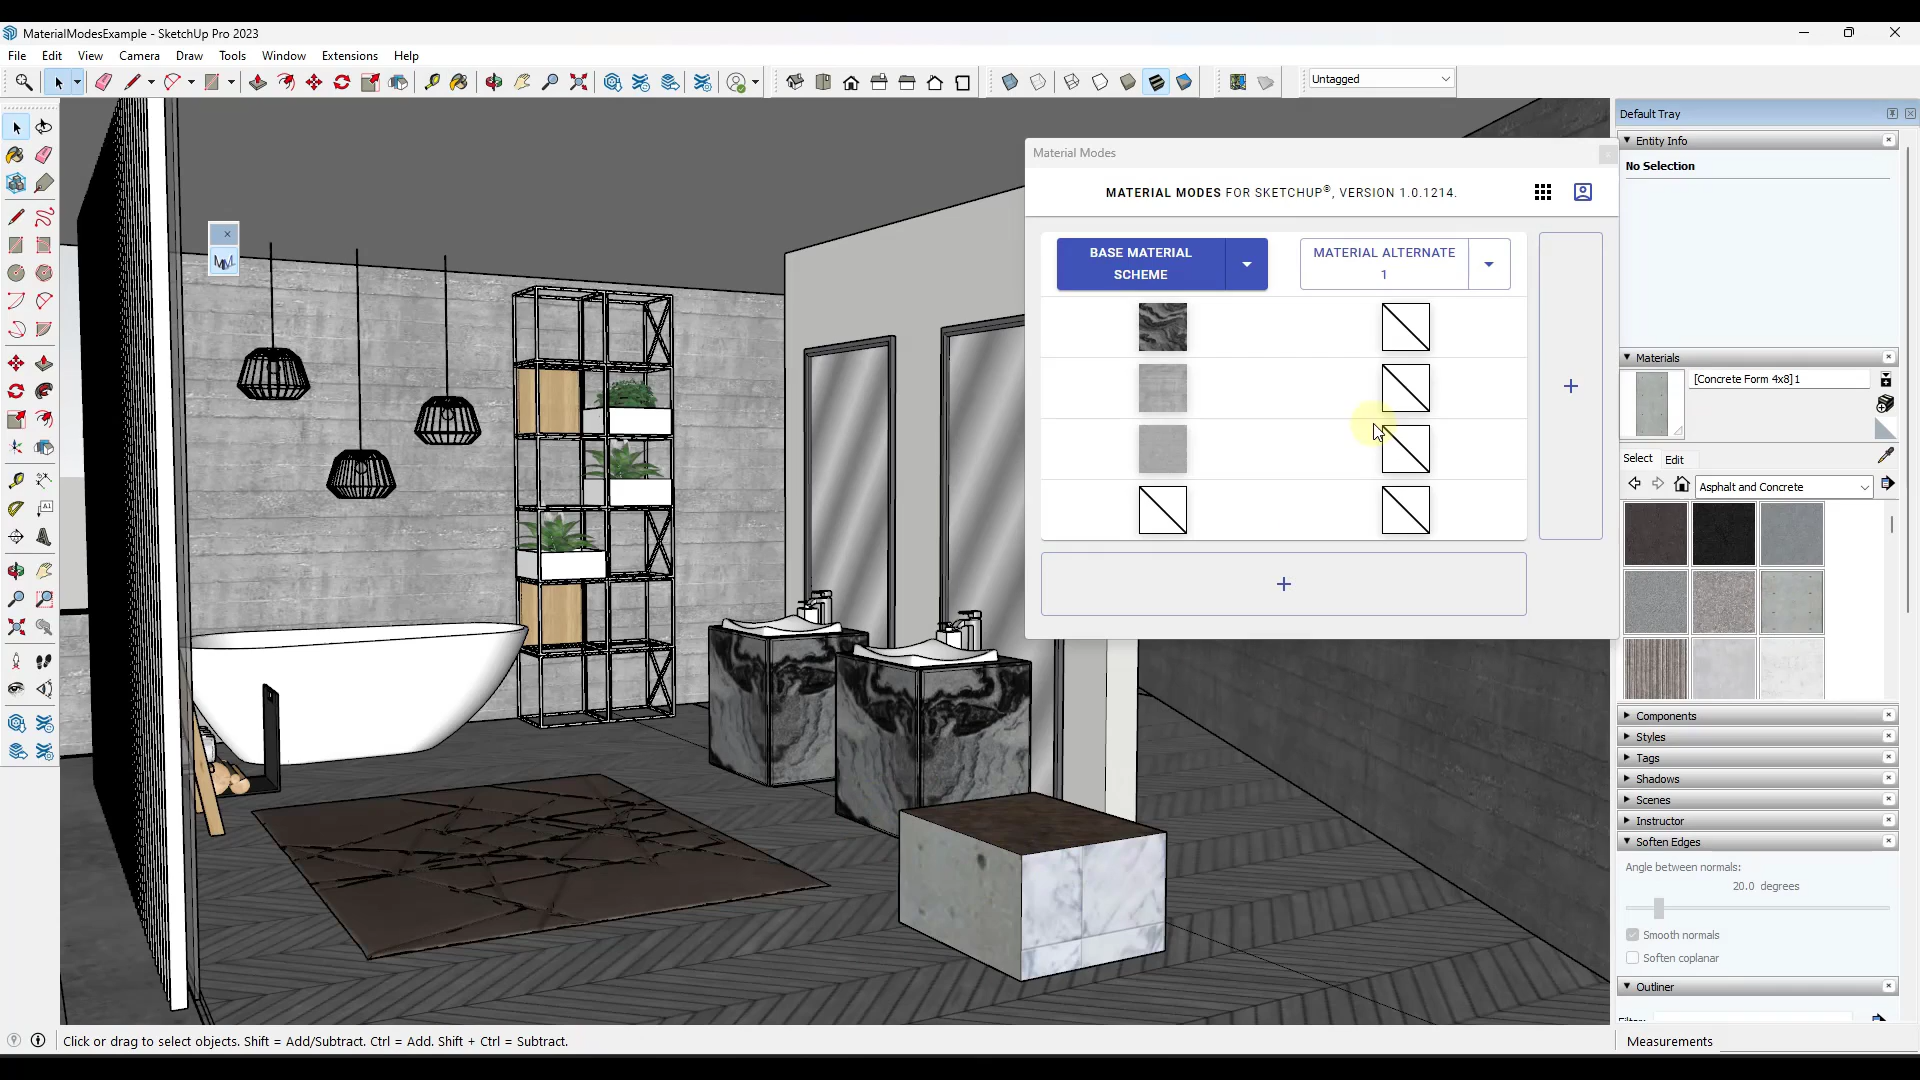 MaterialModesExample - SketchUp Pro 2023
File Edit View Camera Draw Tools Window Extensions Help
Untagged
Default Tray
Entity Info
No Selection
Material Modes
MATERIAL MODES FOR SKETCHUP®, VERSION 1.0.1214.
BASE MATERIAL
SCHEME
MATERIAL ALTERNATE
1
Materials
[Concrete Form 4x8]1
Select Edit
Asphalt and Concrete
Components
Styles
Tags
Shadows
Scenes
Instructor
Soften Edges
Angle between normals:
20.0 degrees
Smooth normals
Soften coplanar
Outliner
Click or drag to select objects. Shift = Add/Subtract. Ctrl = Add. Shift + Ctrl = Subtract.
Measurements